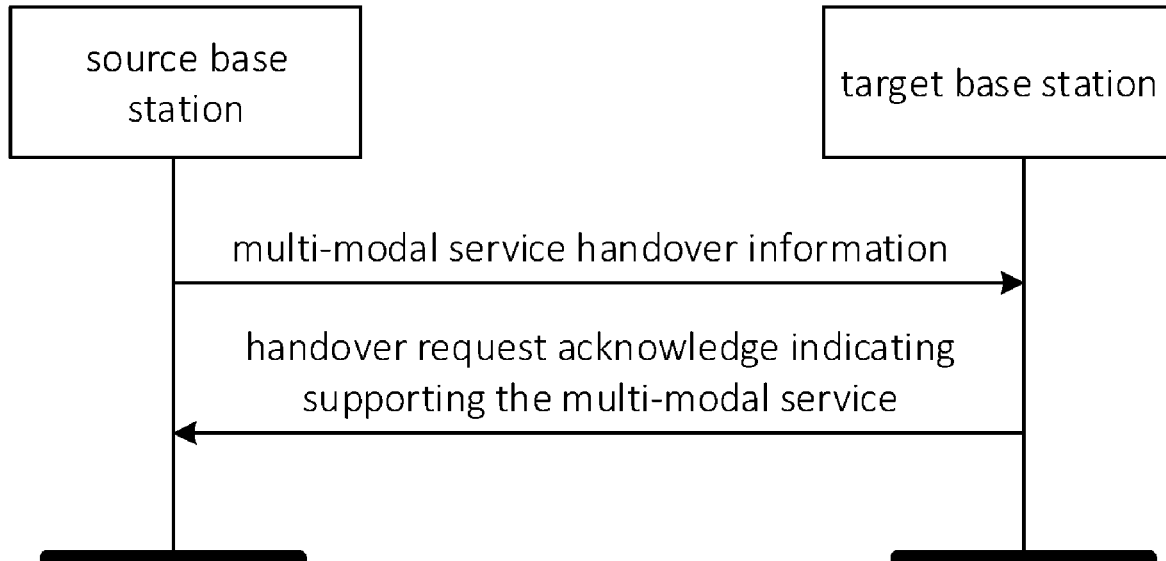 source base
station
target base station
multi-modal service handover information
handover request acknowledge indicating
supporting the multi-modal service